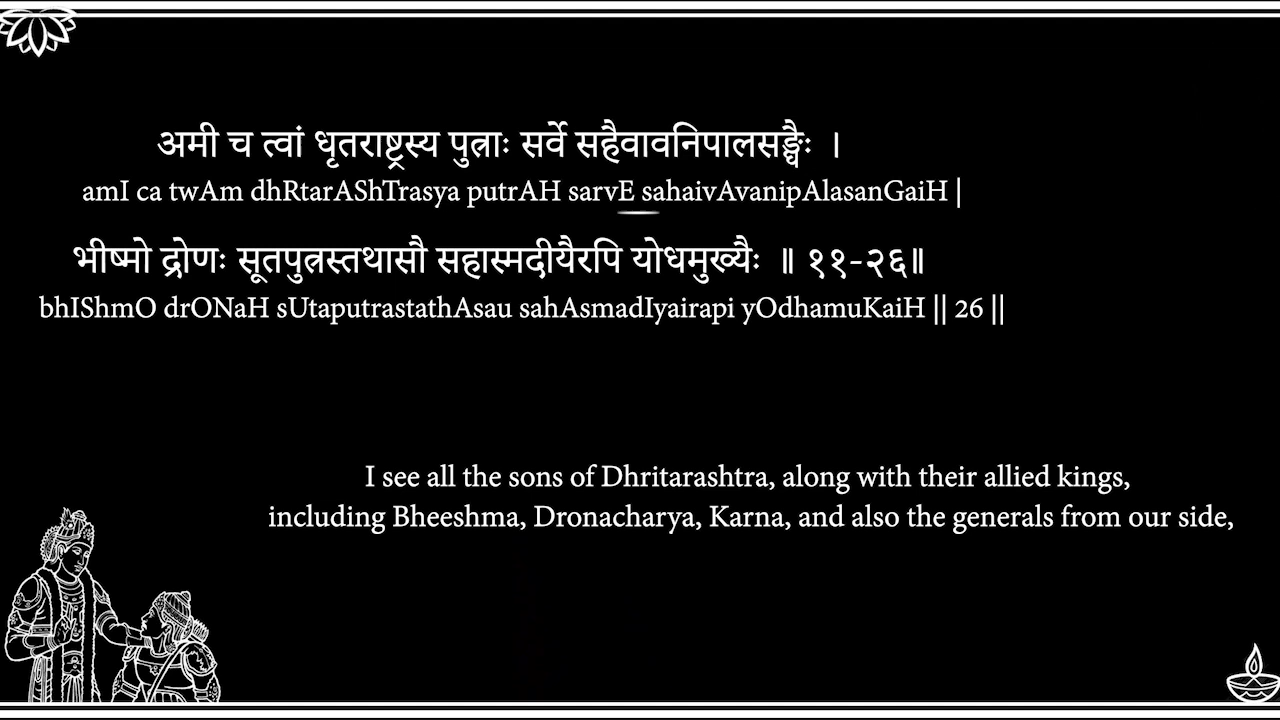 अमी च त्वां धृतराष्ट्रस्य पुत्राः सर्वे सहैवावनिपालसङ्घैः ।
amI ca twAm dhRtarAShTrasya putrAH sarvE sahaivAvanipAlasanGaiH |
भीष्मो द्रोणः सूतपुत्रस्तथासौ सहास्मदीयैरपि योधमुख्यैः ॥ ११-२६॥
bhIShmO drONaH sUtaputrastathAsau sahAsmadIyairapi yOdhamuKaiH || 26 ||
I see all the sons of Dhritarashtra, along with their allied kings,
including Bheeshma, Dronacharya, Karna, and also the generals from our side,